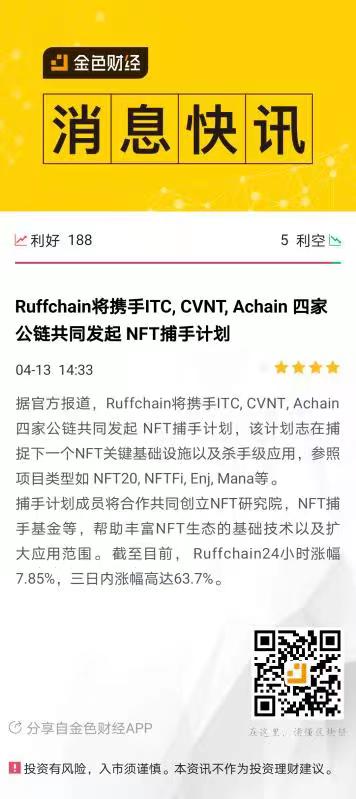 金色财经
消息快讯
利好 188
5 利空
Ruffchain将携手ITC, CVNT, Achain 四家
公链共同发起 NFT捕手计划
04-13 14:33
据官方报道，Ruffchain将携手ITC, CVNT, Achain
四家公链共同发起 NFT捕手计划，该计划志在捕
捉下一个NFT关键基础设施以及杀手级应用，参照
项目类型如 NFT20, NFTFi, Enj, Mana等。
捕手计划成员将合作共同创立NFT研究院，NFT捕
手基金等，帮助丰富NFT生态的基础技术以及扩
大应用范围。截至目前， Ruffchain24小时涨幅
7.85%，三日内涨幅高达63.7%。
在这里，读懂区块链
分享自金色财经APP
投资有风险，入市须谨慎。本资讯不作为投资理财建议。